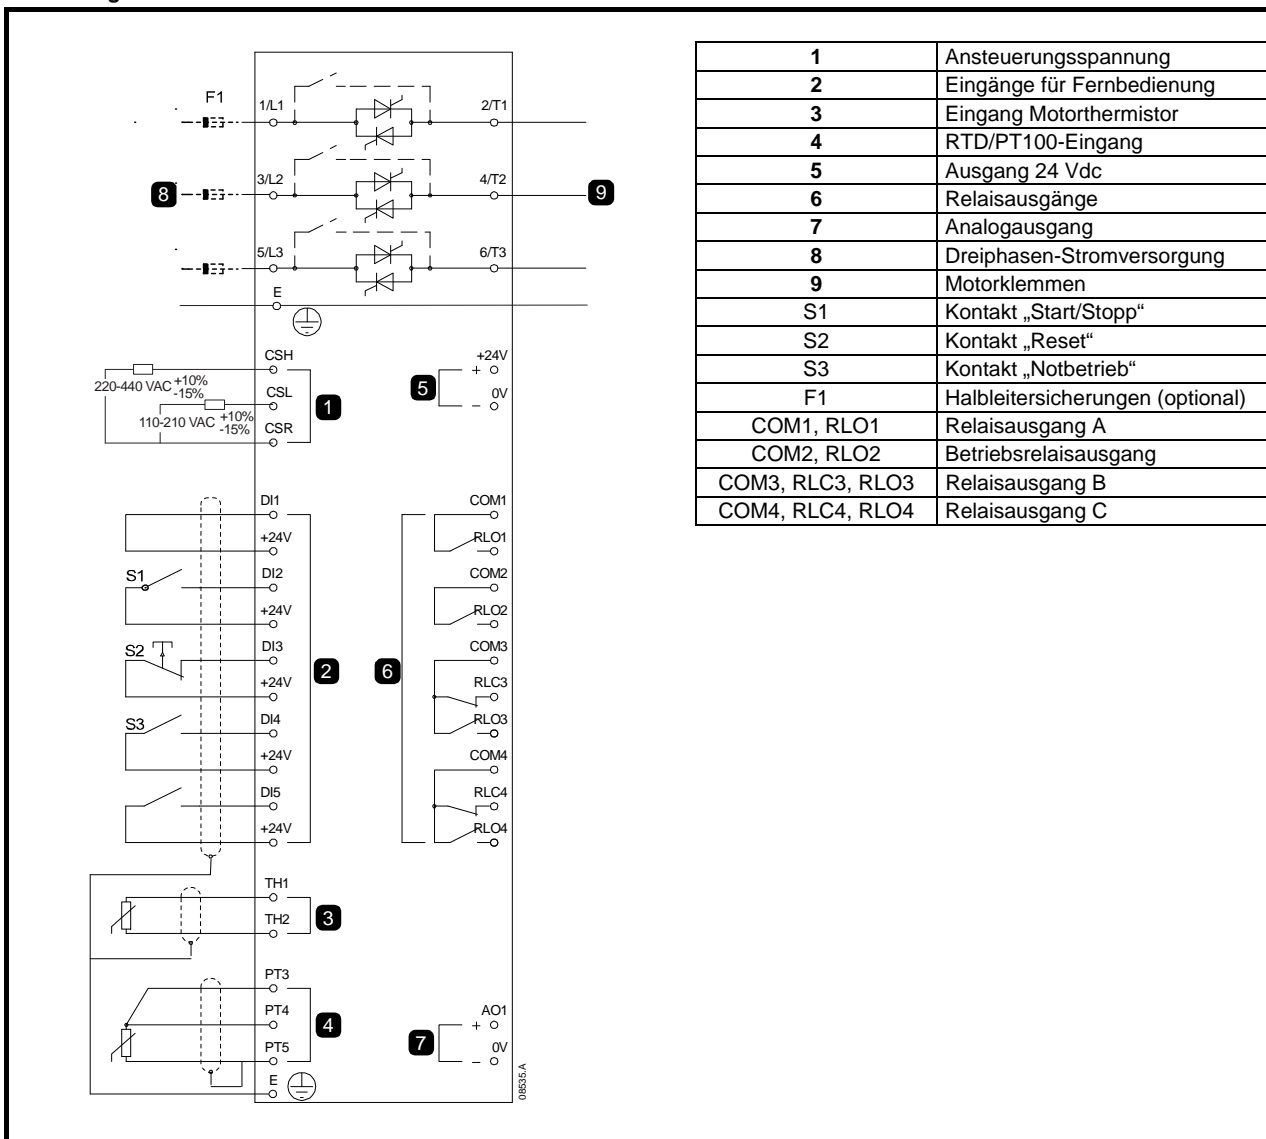 F1
1/L1
2/T1
3/L2
4/T2
8
9
5/L3
6/T3
E
CSH
+24V
220-440 VAC +10% -15%
+
CSL
5
0V
1
110-210 VAC +10% -15%
–
CSR
DI1
COM1
+24V
RLO1
S1
DI2
COM2
+24V
RLO2
S2
DI3
COM3
2
6
+24V
RLC3
S3
DI4
RLO3
+24V
COM4
DI5
RLC4
+24V
RLO4
TH1
TH2
3
PT3
PT4
AO1
4
+
7
PT5
0V
–
E
08535.A
1 Ansteuerungsspannung
2 Eingänge für Fernbedienung
3 Eingang Motorthermistor
4 RTD/PT100-Eingang
5 Ausgang 24 Vdc
6 Relaisausgänge
7 Analogausgang
8 Dreiphasen-Stromversorgung
9 Motorklemmen
S1 Kontakt „Start/Stopp“
S2 Kontakt „Reset“
S3 Kontakt „Notbetrieb“
F1 Halbleitersicherungen (optional)
COM1, RLO1 Relaisausgang A
COM2, RLO2 Betriebsrelaisausgang
COM3, RLC3, RLO3 Relaisausgang B
COM4, RLC4, RLO4 Relaisausgang C